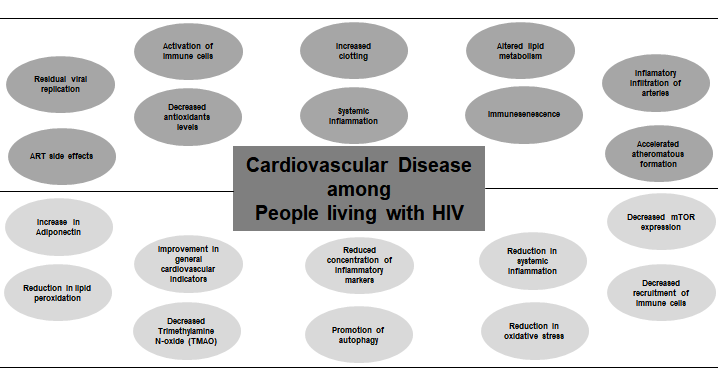 Activation of
immune cells
Increased
clotting
Altered lipid
metabolism
Residual viral
replication
Inflamatory
infiltration of
arteries
Decreased
antioxidants
levels
Systemic
inflammation
Immunesenescence
ART side effects
Accelerated
atheromatous
formation
Cardiovascular Disease
among
People living with HIV
Increase in
Adiponectin
Decreased mTOR
expression
Improvement in
general
cardiovascular
indicators
Reduced
concentration of
inflammatory
markers
Reduction in
systemic
inflammation
Reduction in lipid
peroxidation
Decreased
recruitment of
immune cells
Decreased
Trimethylamine
N-oxide (TMAO)
Promotion of
autophagy
Reduction in
oxidative stress